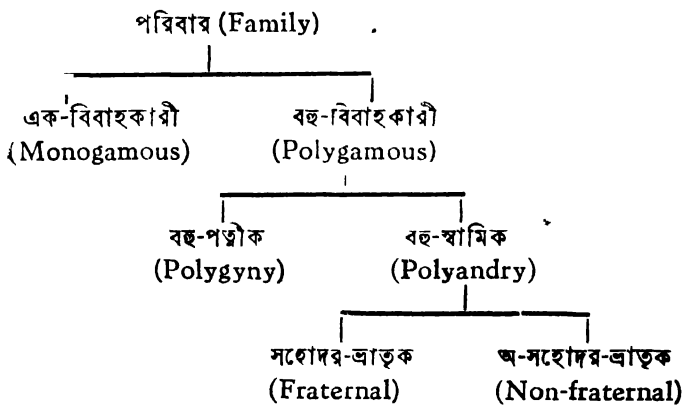 পরিবার (Family)
এক-বিবাহকারী বহু-বিবাহকারী
(Monogamous) (Polygamous)
বহু-পত্নীক বহু-স্বামিক
(Polygyny) (Polyandry)
সহোদর-ভ্রাতৃক অ-সহোদর-ভ্রাতৃক
(Fraternal) (Non-fraternal)